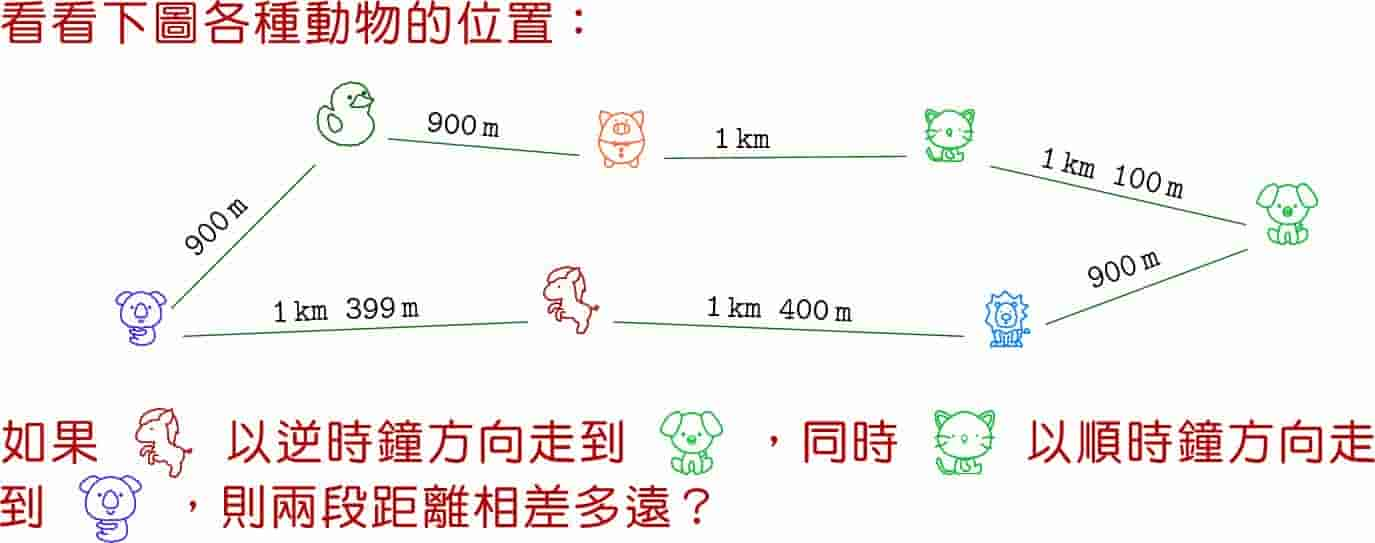 看看下圖各種動物的位置：
900 m
1 km
1 km 100 m
900 m
900 m
1 km 399 m
1 km 400 m
如果 以逆時鐘方向走到 ，同時 以順時鐘方向走
到 ，則兩段距離相差多遠？